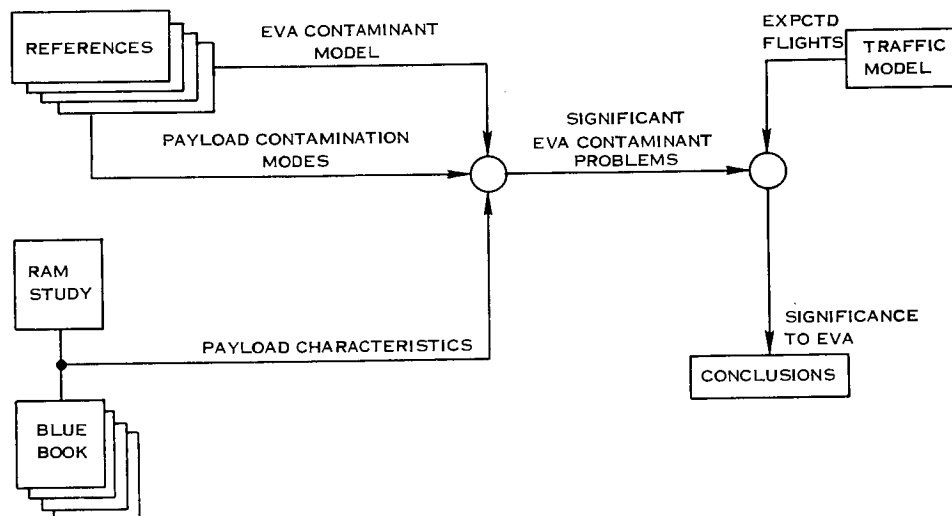 REFERENCES
EVA CONTAMINANT
MODEL
EXPCTD
FLIGHTS
TRAFFIC
MODEL
PAYLOAD CONTAMINATION
MODES
SIGNIFICANT
EVA CONTAMINANT
PROBLEMS
RAM
STUDY
PAYLOAD CHARACTERISTICS
SIGNIFICANCE
TO EVA
CONCLUSIONS
BLUE
BOOK